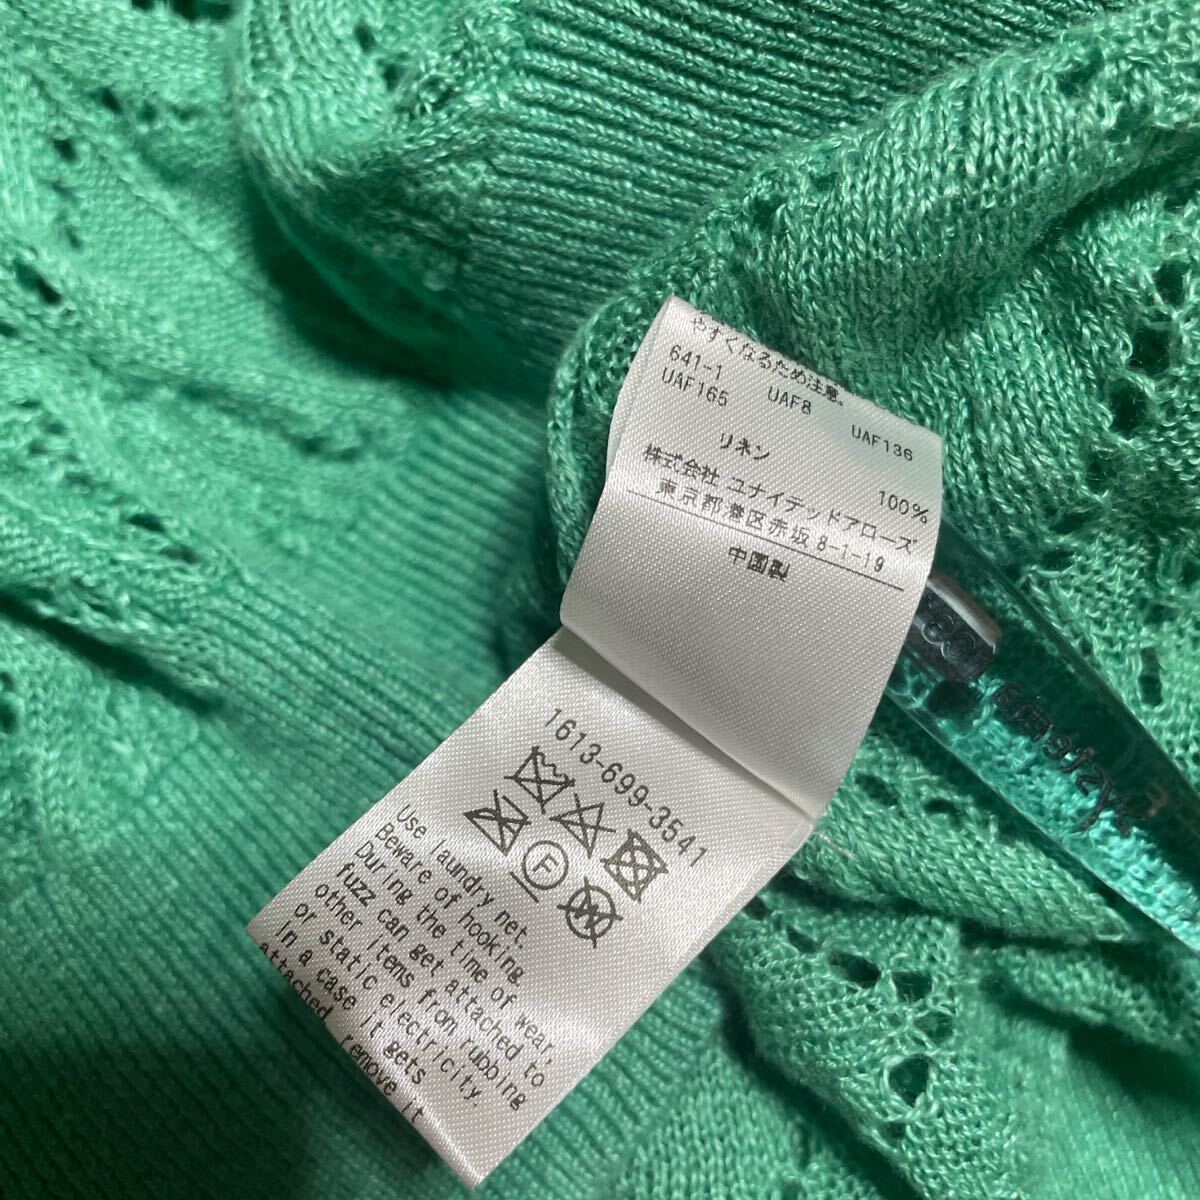 やすくなるため注意。
641-1 UAF8 UAF136
UAF165
リネン 100%
株式会社 ユナイテッドアローズ
東京都港区赤坂 8-1-19
中国製
1613-699-3541
F
Use laundry net.
Beware of hooking.
During the time of wear,
fuzz can get attached to
other items from rubbing
or static electricity.
In a case it gets
attached, remove it